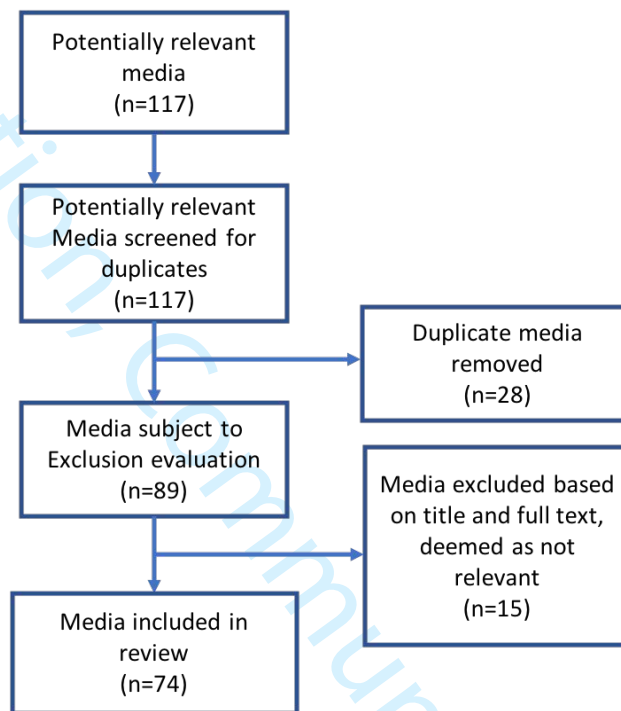 Potentially relevant
media
(n=117)
Potentially relevant
Media screened for
duplicates
(n=117)
Duplicate media
removed
(n=28)
Media subject to
Exclusion evaluation
(n=89)
Media excluded based
on title and full text,
deemed as not
relevant
(n=15)
Media included in
review
(n=74)